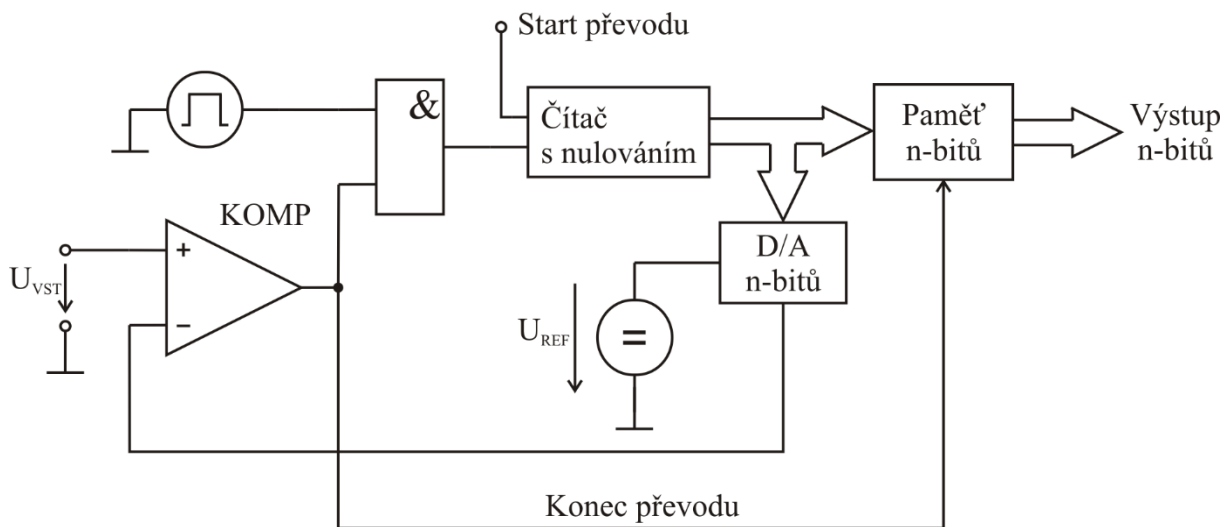 Start převodu
&
Čítač
s nulováním
Paměť
n-bitů
Výstup
n-bitů
KOMP
+
U_VST
−
D/A
n-bitů
U_REF
=
Konec převodu